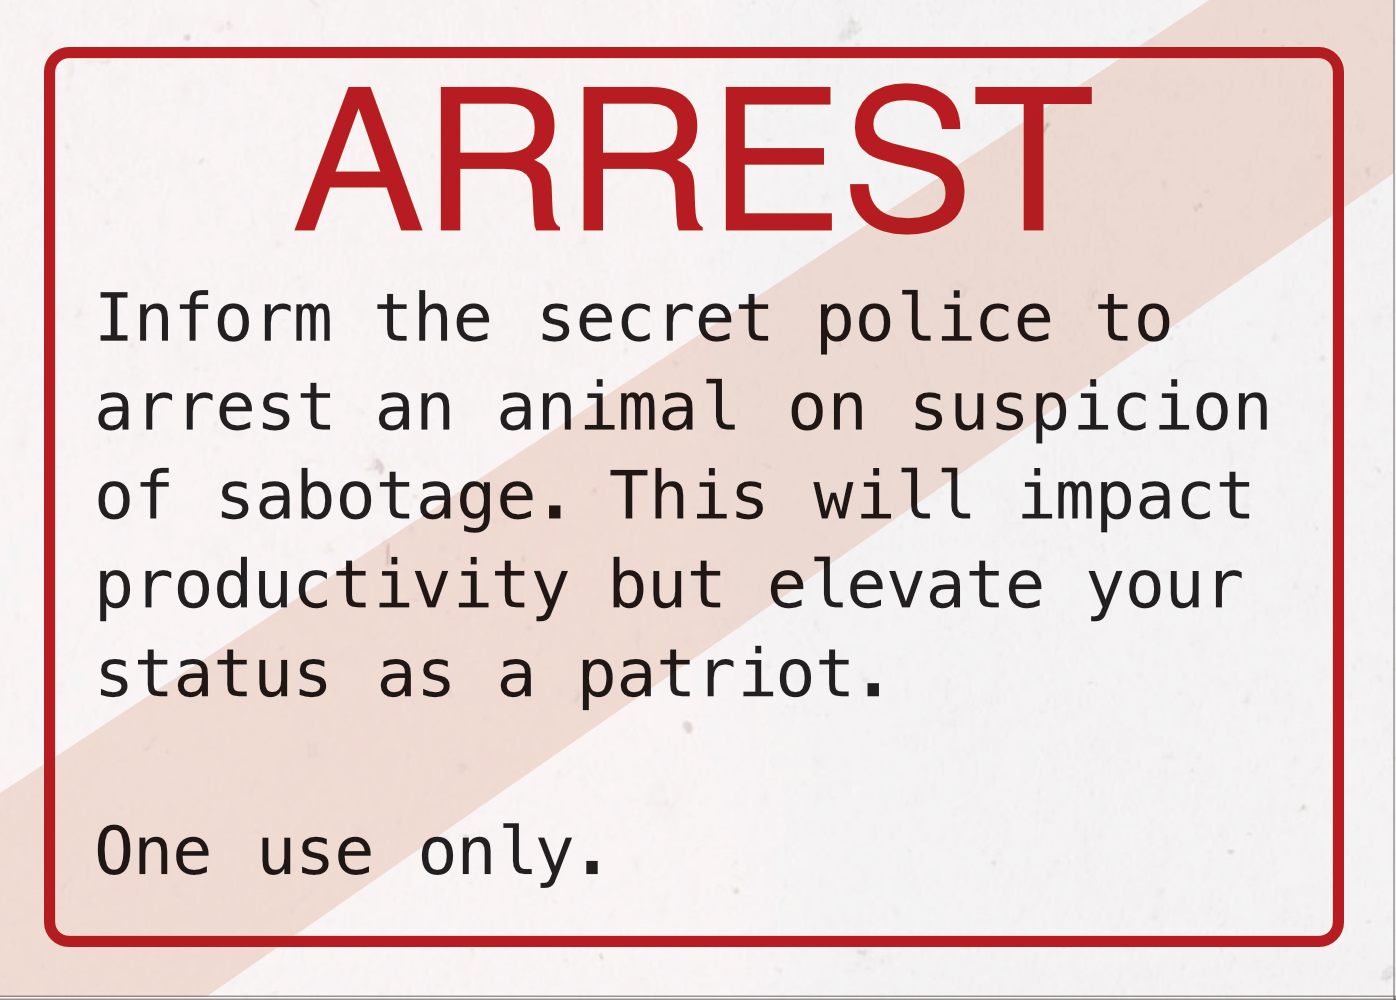 ARREST
Inform the secret police to
arrest an animal on suspicion
of sabotage. This will impact
productivity but elevate your
status as a patriot.
One use only.